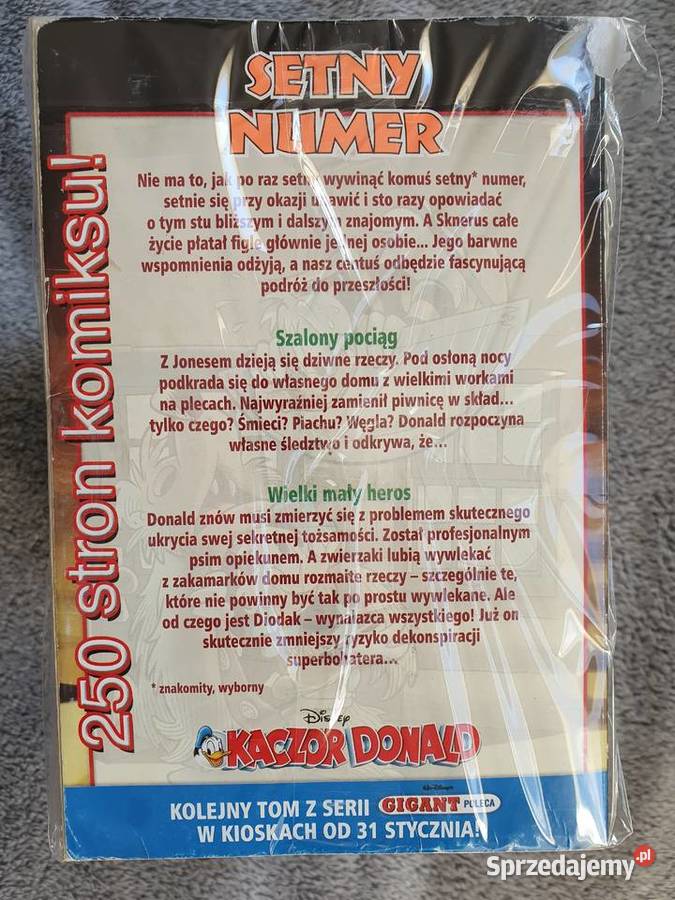 SETNY
NUMER
250 stron komiksu!
Nie ma to, jak po raz setny wywinąć komuś setny* numer,
setnie się przy okazji ubawić i sto razy opowiadać
o tym stu bliższym i dalszym znajomym. A Sknerus całe
życie płatał figle głównie jednej osobie... Jego barwne
wspomnienia odżyją, a nasz centuś odbędzie fascynującą
podróż do przeszłości!
Szalony pociąg
Z Jonesem dzieją się dziwne rzeczy. Pod osłoną nocy
podkrada się do własnego domu z wielkimi workami
na plecach. Najwyraźniej zamienił piwnicę w skład...
tylko czego? Śmieci? Piachu? Węgla? Donald rozpoczyna
własne śledztwo i odkrywa, że...
Wielki mały heros
Donald znów musi zmierzyć się z problemem skutecznego
ukrycia swej sekretnej tożsamości. Został profesjonalnym
psim opiekunem. A zwierzaki lubią wywlekać
z zakamarków domu rozmaite rzeczy – szczególnie te,
które nie powinny być tak po prostu wywlekane. Ale
od czego jest Diodak – wynalazca wszystkiego! Już on
skutecznie zmniejszy ryzyko dekonspiracji
superbohatera...
* znakomity, wyborny
Disney
KACZOR DONALD
Walt Disney's
KOLEJNY TOM Z SERII GIGANT POLECA
W KIOSKACH OD 31 STYCZNIA!
Sprzedajemy.pl